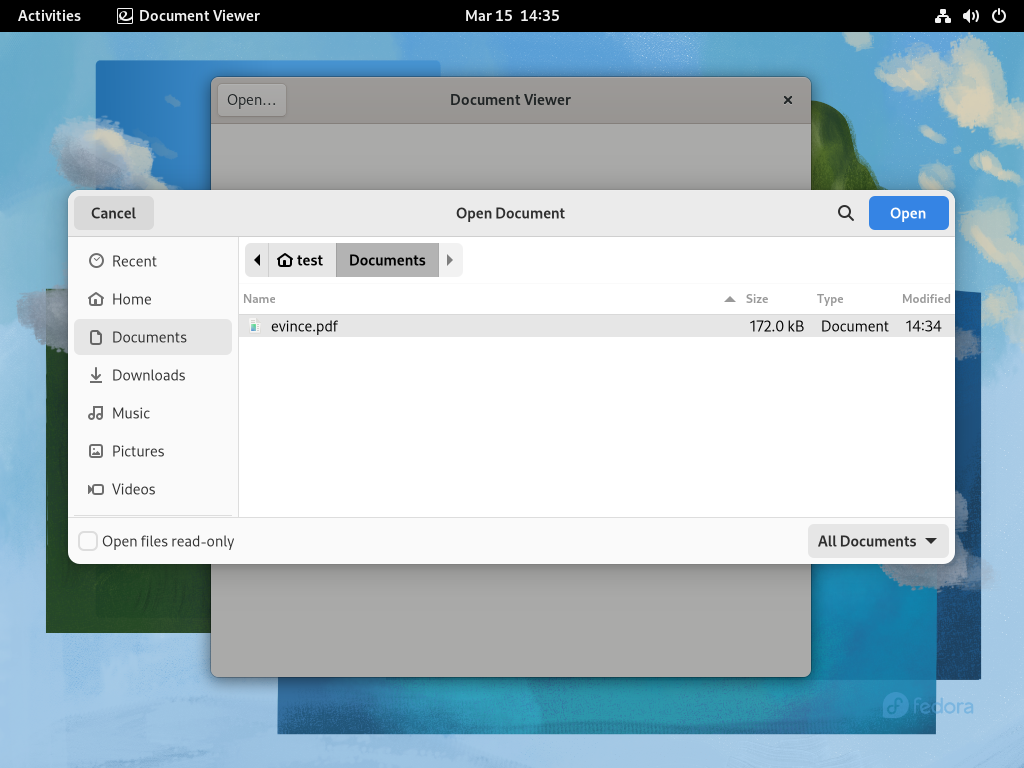 Activities Document Viewer Mar 15 14:35
Open... Document Viewer
Cancel Open Document Open
Recent
Home
Documents
Downloads
Music
Pictures
Videos
test Documents
Name Size Type Modified
evince.pdf 172.0 kB Document 14:34
Open files read-only All Documents
fedora